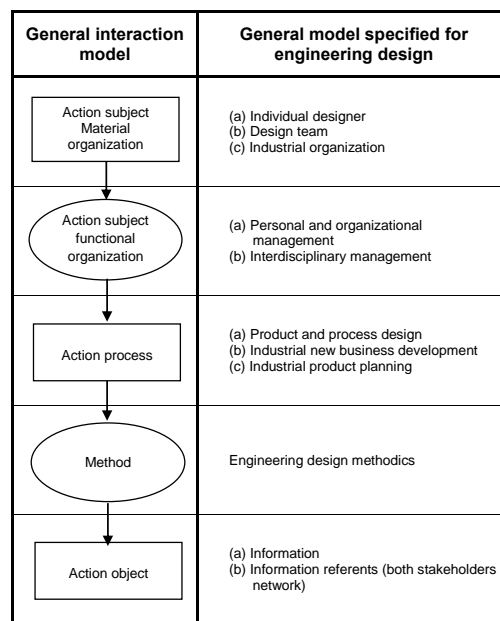 General interaction
model
General model specified for
engineering design
Action subject
Material
organization
(a) Individual designer
(b) Design team
(c) Industrial organization
Action subject
functional
organization
(a) Personal and organizational
management
(b) Interdisciplinary management
Action process
(a) Product and process design
(b) Industrial new business development
(c) Industrial product planning
Method
Engineering design methodics
Action object
(a) Information
(b) Information referents (both stakeholders
network)